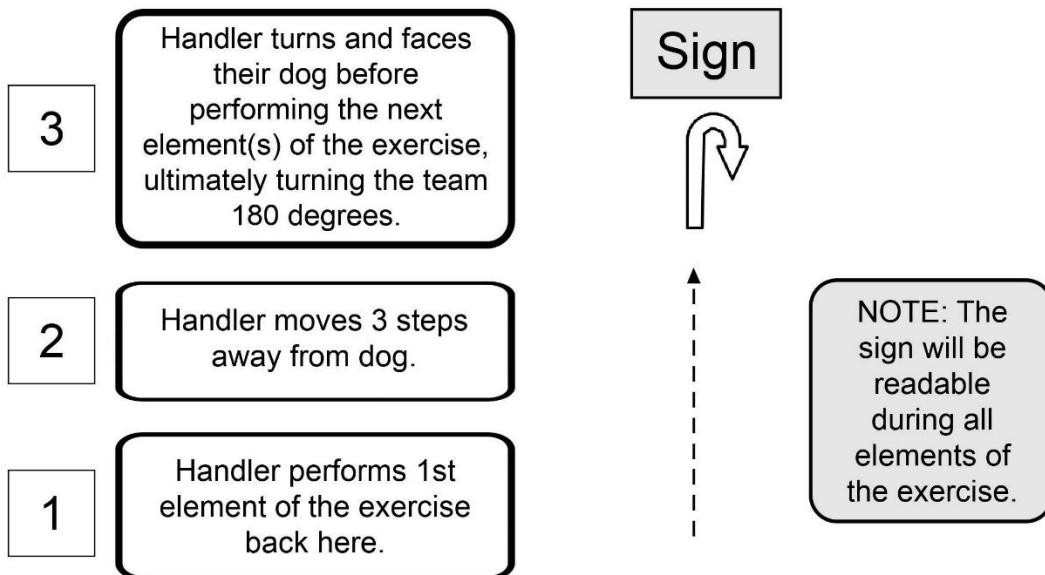 3
Handler turns and faces
their dog before
performing the next
element(s) of the exercise,
ultimately turning the team
180 degrees.
Sign
2
Handler moves 3 steps
away from dog.
NOTE: The
sign will be
readable
during all
elements of
the exercise.
1
Handler performs 1st
element of the exercise
back here.